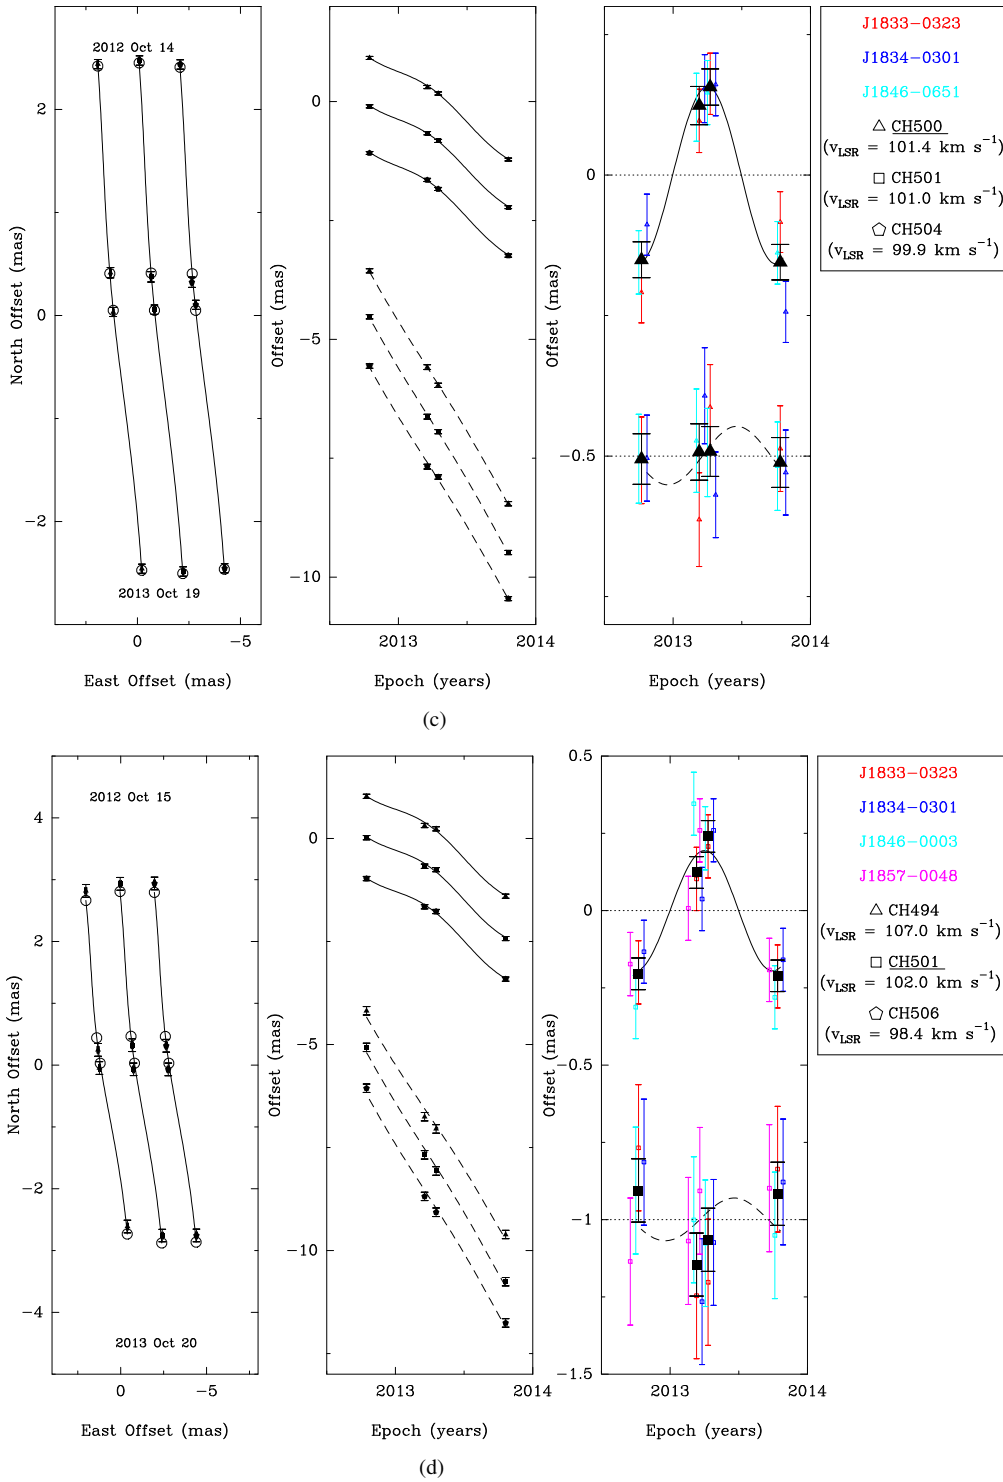 2012 Oct 14
2013 Oct 19
2
0
−2
0
−5
North Offset (mas)
East Offset (mas)
0
−5
−10
2013
2014
Offset (mas)
Epoch (years)
0
−0.5
2013
2014
Offset (mas)
Epoch (years)
J1833−0323
J1834−0301
J1846−0651
CH500
(vLSR = 101.4 km s−1)
CH501
(vLSR = 101.0 km s−1)
CH504
(vLSR = 99.9 km s−1)
(c)
2012 Oct 15
2013 Oct 20
4
2
0
−2
−4
0
−5
North Offset (mas)
East Offset (mas)
0
−5
−10
2013
2014
Offset (mas)
Epoch (years)
0.5
0
−0.5
−1
−1.5
2013
2014
Offset (mas)
Epoch (years)
J1833−0323
J1834−0301
J1846−0003
J1857−0048
CH494
(vLSR = 107.0 km s−1)
CH501
(vLSR = 102.0 km s−1)
CH506
(vLSR = 98.4 km s−1)
(d)